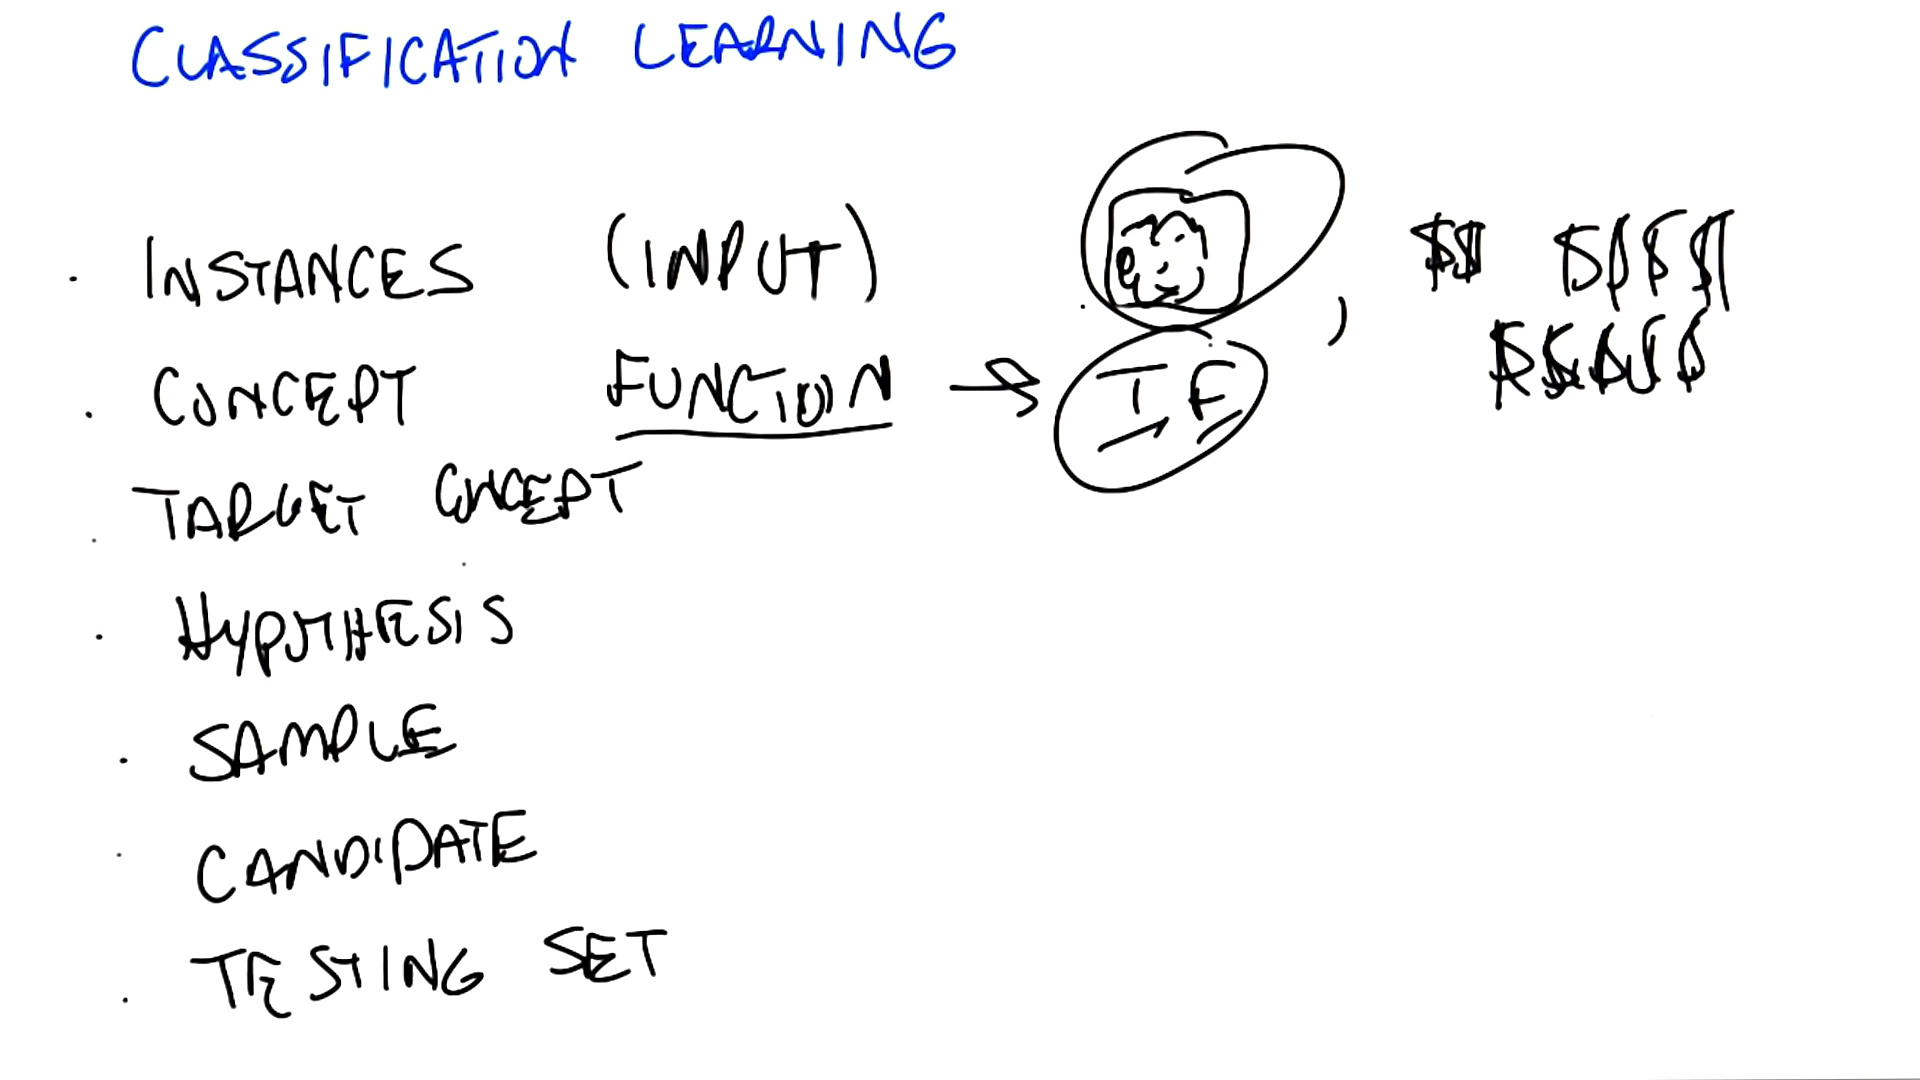 CLASSIFICATION LEARNING
· INSTANCES (INPUT) , $$ $$$$
· CONCEPT FUNCTION → T F $$$$$
· TARGET CONCEPT
· HYPOTHESIS
· SAMPLE
· CANDIDATE
· TESTING SET